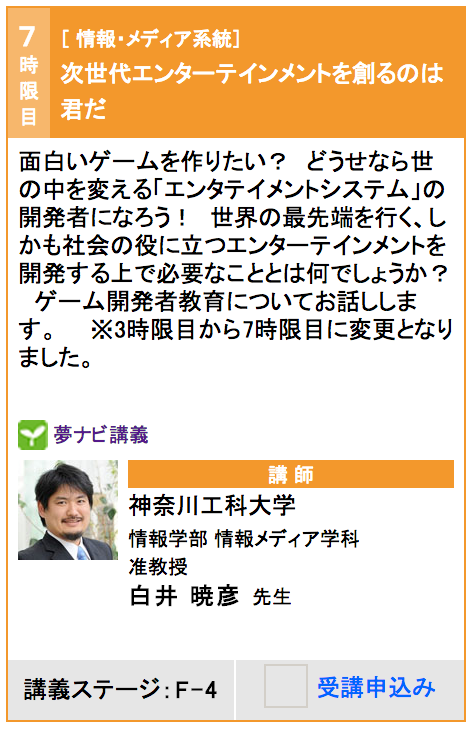 7
時
限
目
[ 情報・メディア系統]
次世代エンターテインメントを創るのは
君だ
面白いゲームを作りたい？　どうせなら世
の中を変える「エンタテイメントシステム」の
開発者になろう！　世界の最先端を行く、し
かも社会の役に立つエンターテインメントを
開発する上で必要なこととは何でしょうか？
　ゲーム開発者教育についてお話ししま
す。　　※3時限目から7時限目に変更となり
ました。
夢ナビ講義
講 師
神奈川工科大学
情報学部 情報メディア学科
准教授
白井 暁彦 先生
講義ステージ：F-4
受講申込み